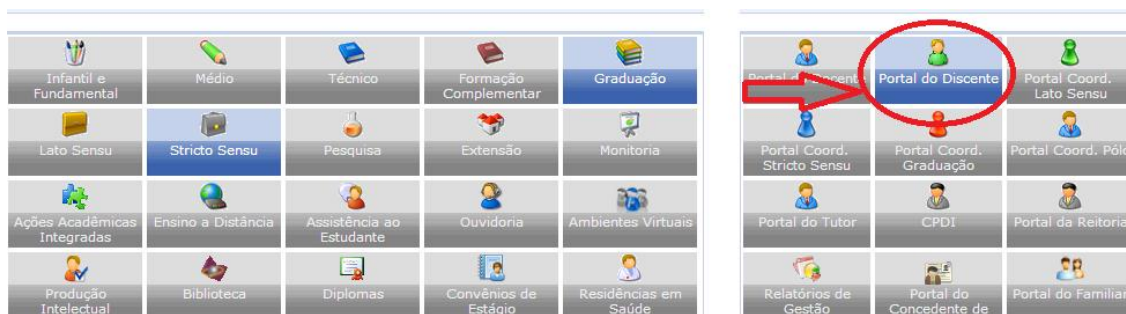 Infantil e
Fundamental
Médio
Técnico
Formação
Complementar
Graduação
Lato Sensu
Stricto Sensu
Pesquisa
Extensão
Monitoria
Ações Acadêmicas
Integradas
Ensino a Distância
Assistência ao
Estudante
Ouvidoria
Ambientes Virtuais
Produção
Intelectual
Biblioteca
Diplomas
Convênios de
Estágio
Residências em
Saúde
Portal do Docente
Portal do Discente
Portal Coord.
Lato Sensu
Portal Coord.
Stricto Sensu
Portal Coord.
Graduação
Portal Coord. Pólo
Portal do Tutor
CPDI
Portal da Reitoria
Relatórios de
Gestão
Portal do
Concedente de
Portal do Familiar